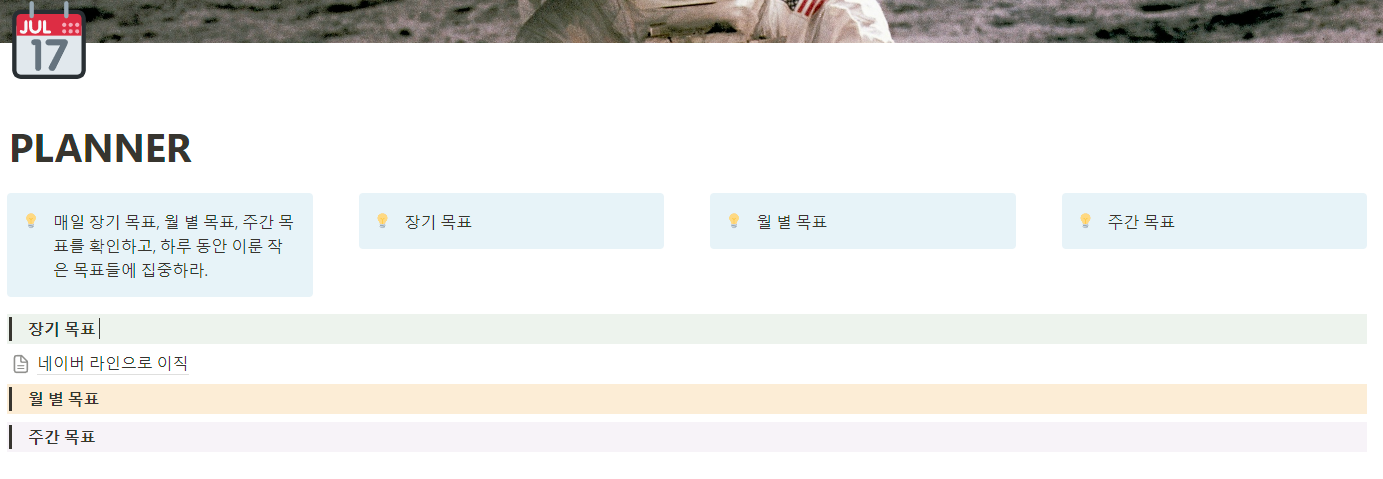 JUL
17
PLANNER
매일 장기 목표, 월 별 목표, 주간 목
표를 확인하고, 하루 동안 이룬 작
은 목표들에 집중하라.
장기 목표
월 별 목표
주간 목표
장기 목표
네이버 라인으로 이직
월 별 목표
주간 목표